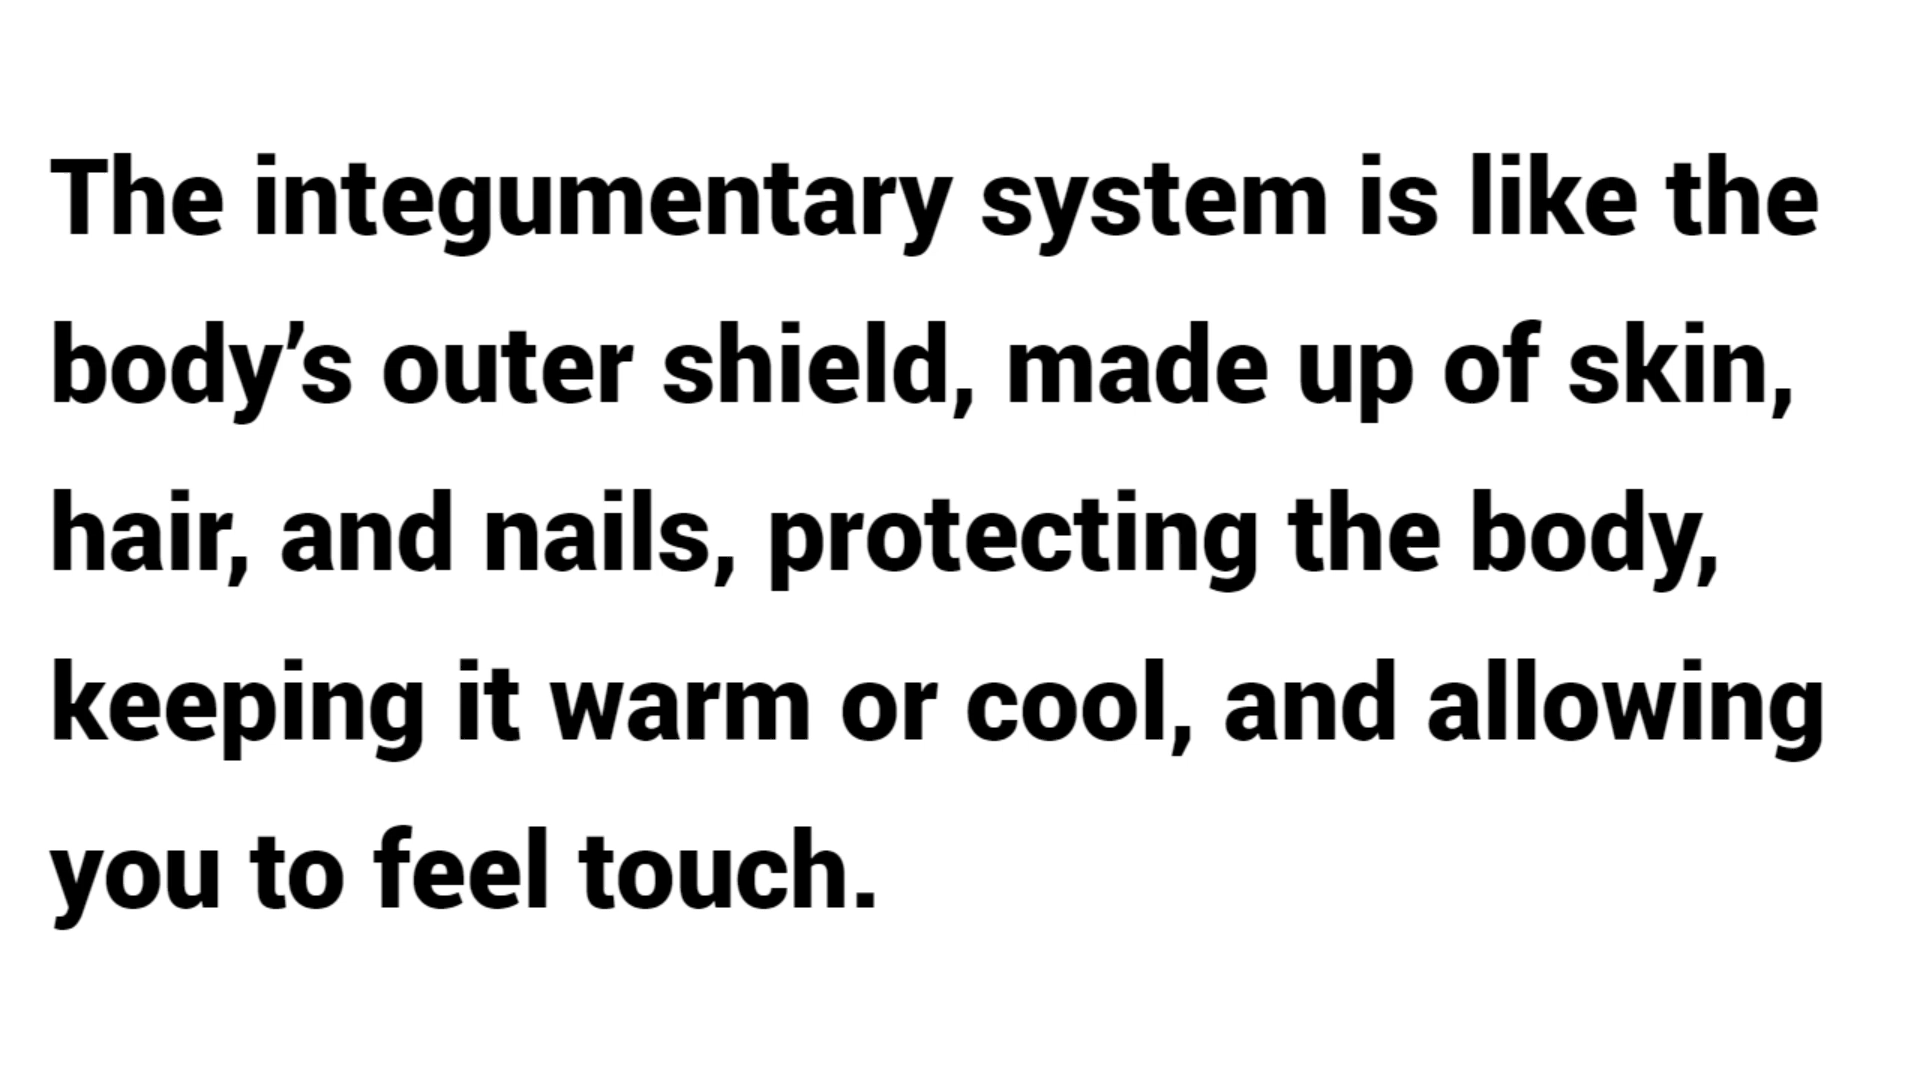 The integumentary system is like the
body’s outer shield, made up of skin,
hair, and nails, protecting the body,
keeping it warm or cool, and allowing
you to feel touch.